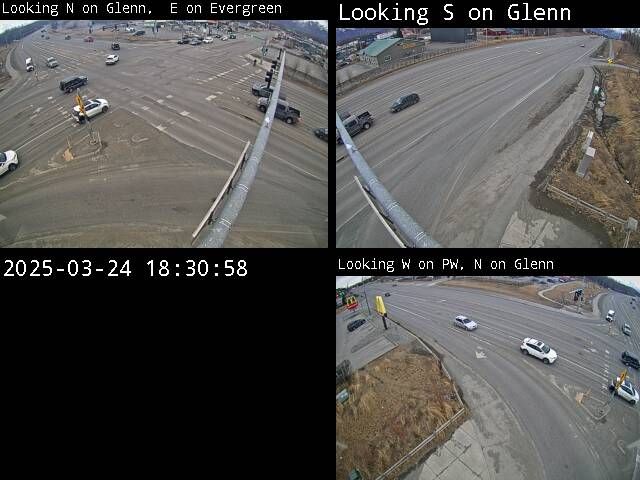 Looking N on Glenn,  E on Evergreen
Looking S on Glenn
2025-03-24 18:30:58
Looking W on PW, N on Glenn